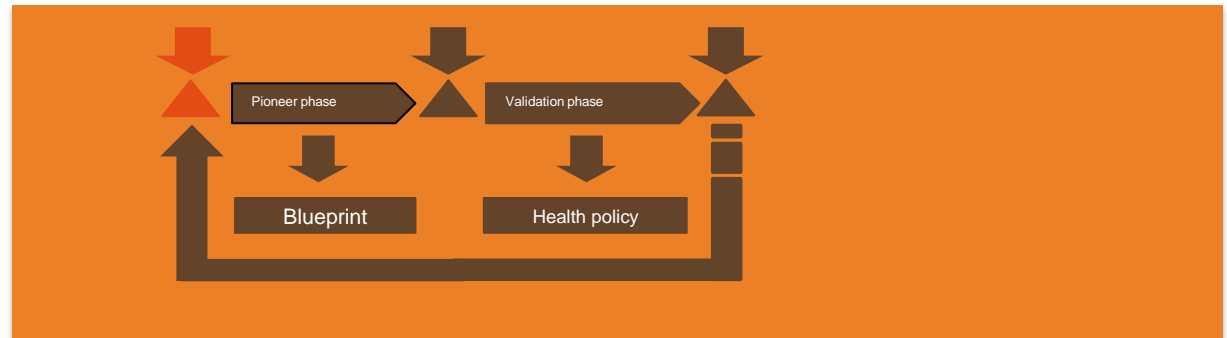 Pioneer phase
Validation phase
Blueprint
Health policy